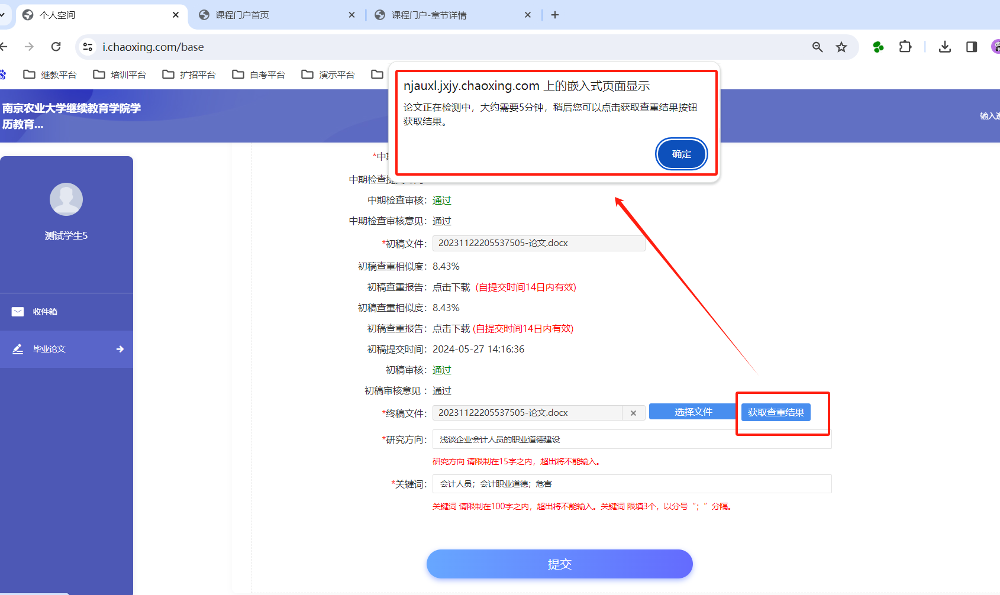 个人空间
课程门户首页
课程门户-章节详情
i.chaoxing.com/base
继教平台
培训平台
扩招平台
自考平台
演示平台
南京农业大学继续教育学院学
历教育...
输入邀
njauxl.jxjy.chaoxing.com 上的嵌入式页面显示
论文正在检测中，大约需要5分钟，稍后您可以点击获取查重结果按钮
获取结果。
确定
测试学生5
收件箱
毕业论文
*中期
中期检查提交时间:
中期检查审核: 通过
中期检查审核意见: 通过
*初稿文件: 20231122205537505-论文.docx
初稿查重相似度: 8.43%
初稿查重报告: 点击下载 (自提交时间14日内有效)
初稿查重相似度: 8.43%
初稿查重报告: 点击下载 (自提交时间14日内有效)
初稿提交时间: 2024-05-27 14:16:36
初稿审核: 通过
初稿审核意见 : 通过
*终稿文件: 20231122205537505-论文.docx × 选择文件 获取查重结果
*研究方向: 浅谈企业会计人员的职业道德建设
研究方向 请限制在15字之内，超出将不能输入。
*关键词: 会计人员；会计职业道德；危害
关键词 请限制在100字之内，超出将不能输入。关键词 限填3个，以分号“；”分隔。
提交